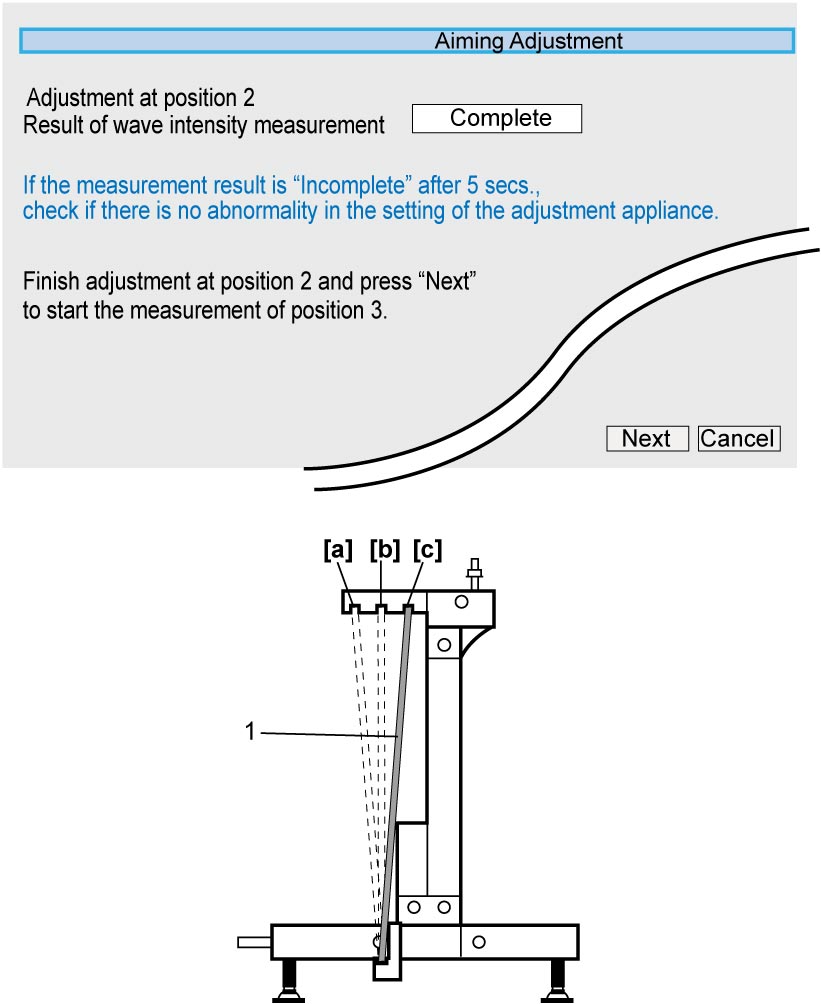 Aiming Adjustment
Adjustment at position 2
Result of wave intensity measurement
Complete
If the measurement result is “Incomplete” after 5 secs.,
check if there is no abnormality in the setting of the adjustment appliance.
Finish adjustment at position 2 and press “Next”
to start the measurement of position 3.
Next Cancel
[a] [b] [c]
1